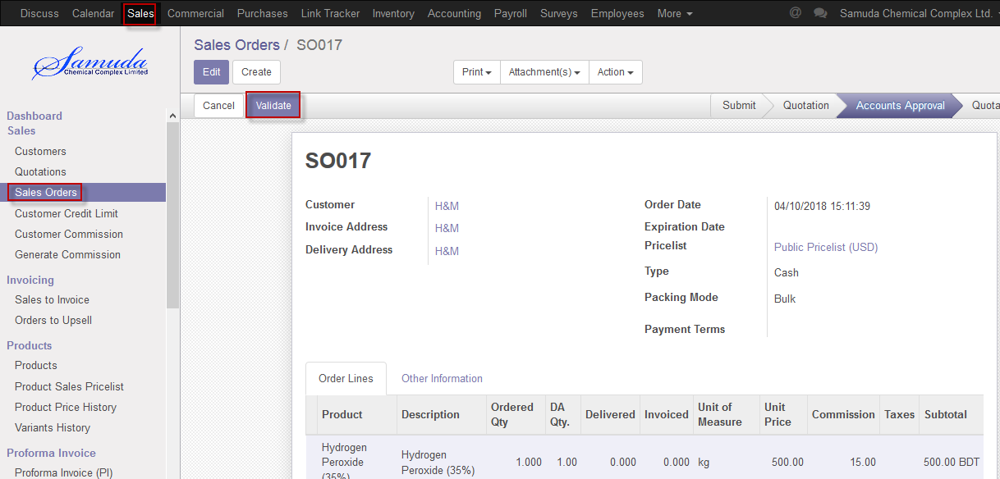 Discuss Calendar Sales Commercial Purchases Link Tracker Inventory Accounting Payroll Surveys Employees More @ Samuda Chemical Complex Ltd.
Samuda
Chemical Complex Limited
Dashboard
Sales
Customers
Quotations
Sales Orders
Customer Credit Limit
Customer Commission
Generate Commission
Invoicing
Sales to Invoice
Orders to Upsell
Products
Products
Product Sales Pricelist
Product Price History
Variants History
Proforma Invoice
Proforma Invoice (PI)
Sales Orders / SO017
Edit Create Print Attachment(s) Action
Cancel Validate Submit Quotation Accounts Approval Quota
SO017
Customer H&M
Invoice Address H&M
Delivery Address H&M
Order Date 04/10/2018 15:11:39
Expiration Date
Pricelist Public Pricelist (USD)
Type Cash
Packing Mode Bulk
Payment Terms
Order Lines Other Information
Product Description Ordered Qty DA Qty. Delivered Invoiced Unit of Measure Unit Price Commission Taxes Subtotal
Hydrogen Peroxide (35%) Hydrogen Peroxide (35%) 1.000 1.00 0.000 0.000 kg 500.00 15.00 500.00 BDT